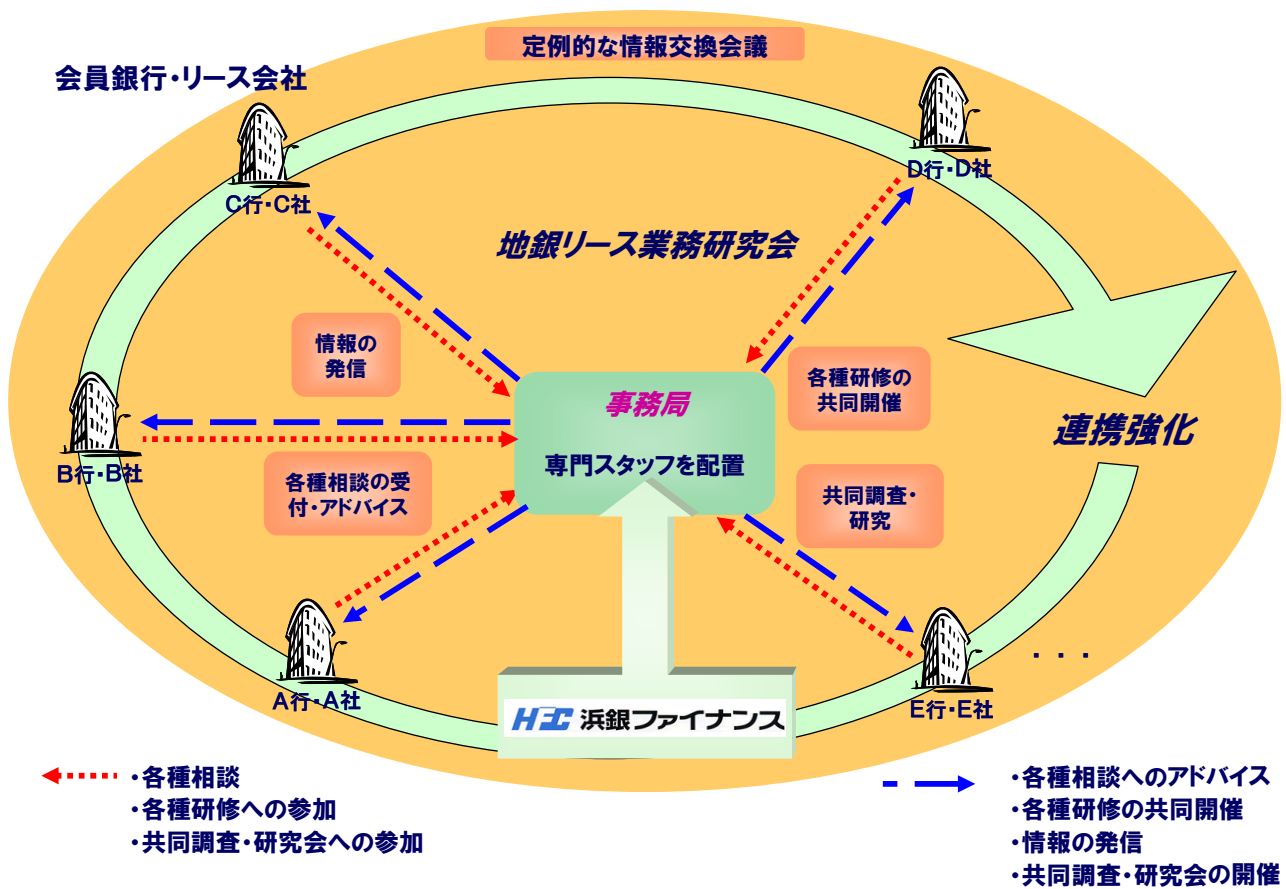 定例的な情報交換会議
会員銀行・リース会社
C行・C社
D行・D社
地銀リース業務研究会
情報の
発信
各種研修の
共同開催
事務局
専門スタッフを配置
連携強化
B行・B社
各種相談の受
付・アドバイス
共同調査・
研究
A行・A社
E行・E社
・・・
HFC 浜銀ファイナンス
・各種相談
・各種研修への参加
・共同調査・研究会への参加
・各種相談へのアドバイス
・各種研修の共同開催
・情報の発信
・共同調査・研究会の開催